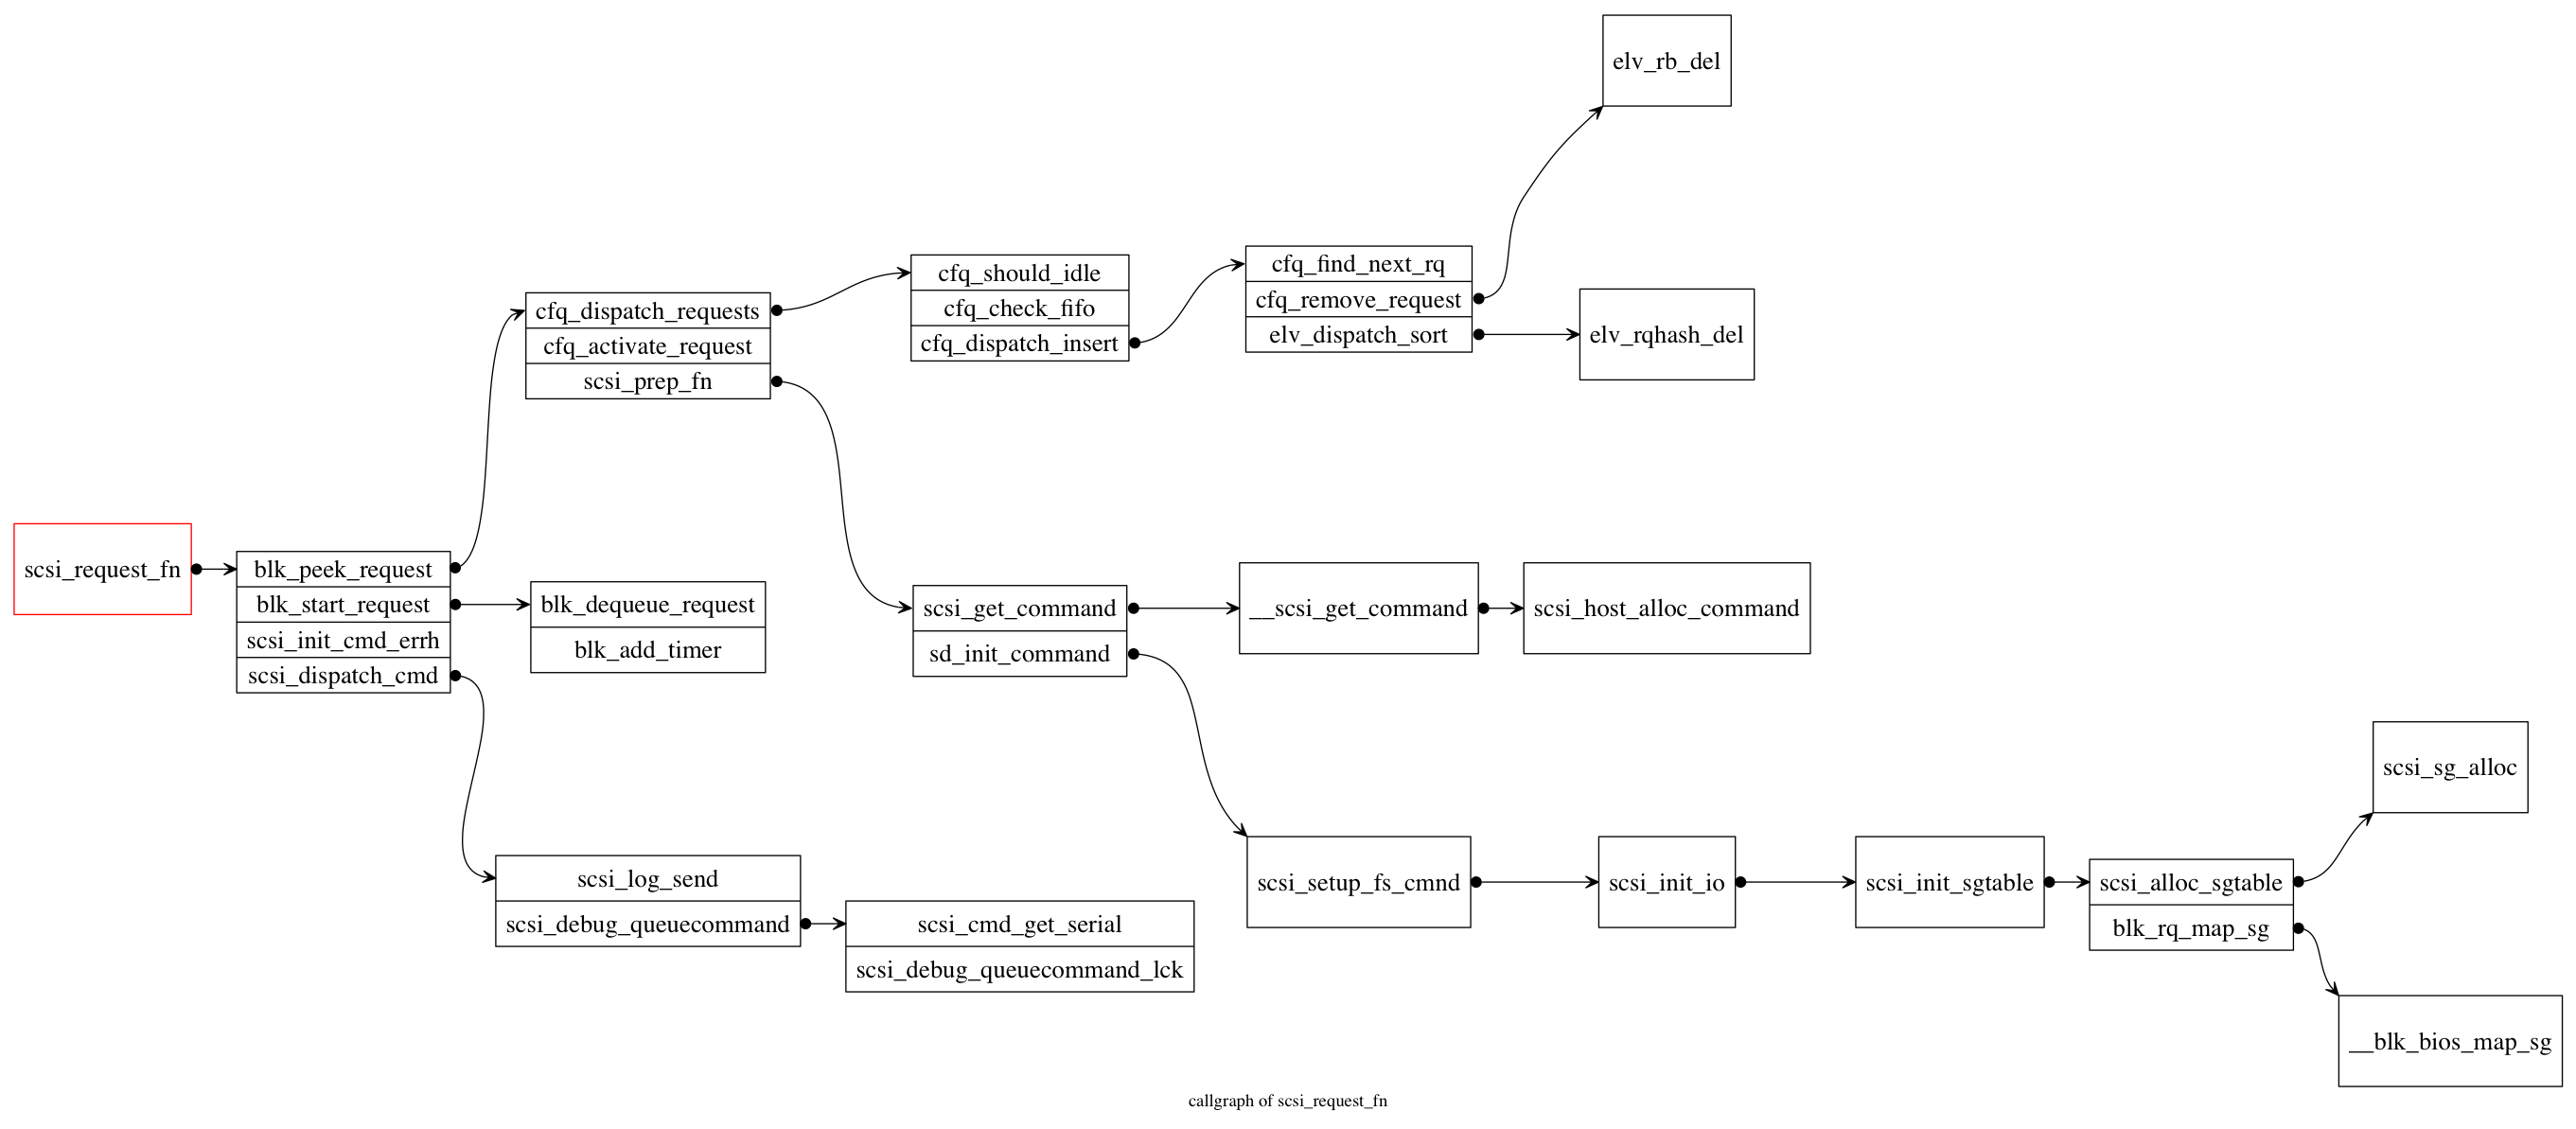 elv_rb_del
cfq_should_idle
cfq_check_fifo
cfq_dispatch_insert
cfq_find_next_rq
cfq_remove_request
elv_dispatch_sort
elv_rqhash_del
cfq_dispatch_requests
cfq_activate_request
scsi_prep_fn
scsi_request_fn
blk_peek_request
blk_start_request
scsi_init_cmd_errh
scsi_dispatch_cmd
blk_dequeue_request
blk_add_timer
scsi_get_command
sd_init_command
__scsi_get_command
scsi_host_alloc_command
scsi_log_send
scsi_debug_queuecommand
scsi_cmd_get_serial
scsi_debug_queuecommand_lck
scsi_setup_fs_cmnd
scsi_init_io
scsi_init_sgtable
scsi_alloc_sgtable
blk_rq_map_sg
scsi_sg_alloc
__blk_bios_map_sg
callgraph of scsi_request_fn